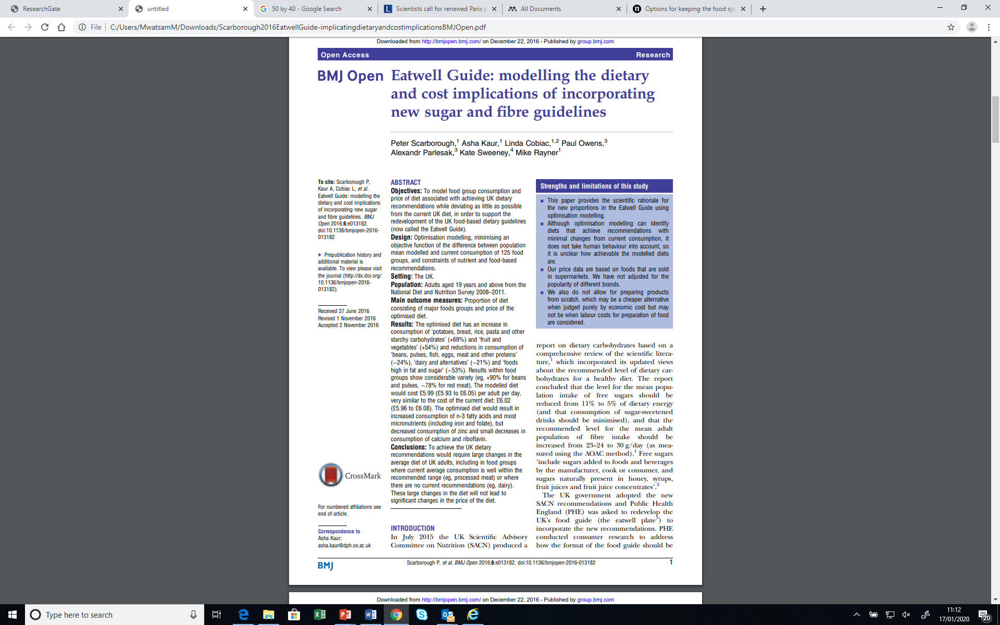 ResearchGate
untitled
50 by 40 - Google Search
Scientists call for renewed Paris p
All Documents
Options for keeping the food sys
File
C:/Users/MwatsamM/Downloads/Scarborough2016EatwellGuide-implicatingdietaryandcostimplicationsBMJOpen.pdf
Downloaded from http://bmjopen.bmj.com/ on December 22, 2016 - Published by group.bmj.com
Open Access
Research
BMJ Open
Eatwell Guide: modelling the dietary
and cost implications of incorporating
new sugar and fibre guidelines
Peter Scarborough,1 Asha Kaur,1 Linda Cobiac,1,2 Paul Owens,3
Alexandr Parlesak,3 Kate Sweeney,4 Mike Rayner1
To cite: Scarborough P,
Kaur A, Cobiac L, et al.
Eatwell Guide: modelling the
dietary and cost implications
of incorporating new sugar
and fibre guidelines. BMJ
Open 2016;6:e013182.
doi:10.1136/bmjopen-2016-
013182
► Prepublication history and
additional material is
available. To view please visit
the journal (http://dx.doi.org/
10.1136/bmjopen-2016-
013182).
Received 27 June 2016
Revised 1 November 2016
Accepted 2 November 2016
CrossMark
For numbered affiliations see
end of article.
Correspondence to
Asha Kaur;
asha.kaur@dph.ox.ac.uk
ABSTRACT
Objectives: To model food group consumption and
price of diet associated with achieving UK dietary
recommendations while deviating as little as possible
from the current UK diet, in order to support the
redevelopment of the UK food-based dietary guidelines
(now called the Eatwell Guide).
Design: Optimisation modelling, minimising an
objective function of the difference between population
mean modelled and current consumption of 125 food
groups, and constraints of nutrient and food-based
recommendations.
Setting: The UK.
Population: Adults aged 19 years and above from the
National Diet and Nutrition Survey 2008–2011.
Main outcome measures: Proportion of diet
consisting of major foods groups and price of the
optimised diet.
Results: The optimised diet has an increase in
consumption of ‘potatoes, bread, rice, pasta and other
starchy carbohydrates’ (+69%) and ‘fruit and
vegetables’ (+54%) and reductions in consumption of
‘beans, pulses, fish, eggs, meat and other proteins’
(−24%), ‘dairy and alternatives’ (−21%) and ‘foods
high in fat and sugar’ (−53%). Results within food
groups show considerable variety (eg, +90% for beans
and pulses, −78% for red meat). The modelled diet
would cost £5.99 (£5.93 to £6.05) per adult per day,
very similar to the cost of the current diet: £6.02
(£5.96 to £6.08). The optimised diet would result in
increased consumption of n-3 fatty acids and most
micronutrients (including iron and folate), but
decreased consumption of zinc and small decreases in
consumption of calcium and riboflavin.
Conclusions: To achieve the UK dietary
recommendations would require large changes in the
average diet of UK adults, including in food groups
where current average consumption is well within the
recommended range (eg, processed meat) or where
there are no current recommendations (eg, dairy).
These large changes in the diet will not lead to
significant changes in the price of the diet.
INTRODUCTION
In July 2015 the UK Scientific Advisory
Committee on Nutrition (SACN) produced a
Strengths and limitations of this study
▪ This paper provides the scientific rationale for
the new proportions in the Eatwell Guide using
optimisation modelling.
▪ Although optimisation modelling can identify
diets that achieve recommendations with
minimal changes from current consumption, it
does not take human behaviour into account, so
it is unclear how achievable the modelled diets
are.
▪ Our price data are based on foods that are sold
in supermarkets. We have not adjusted for the
popularity of different brands.
▪ We also do not allow for preparing products
from scratch, which may be a cheaper alternative
when judged purely by economic cost but may
not be when labour costs for preparation of food
are considered.
report on dietary carbohydrates based on a
comprehensive review of the scientific litera-
ture,1 which incorporated its updated views
about the recommended level of dietary car-
bohydrates for a healthy diet. The report
concluded that the level for the mean popu-
lation intake of free sugars should be
reduced from 11% to 5% of dietary energy
(and that consumption of sugar-sweetened
drinks should be minimised), and that the
recommended level for the mean adult
population of fibre intake should be
increased from 23–24 to 30 g/day (as mea-
sured using the AOAC method).1 Free sugars
‘include sugars added to foods and beverages
by the manufacturer, cook or consumer, and
sugars naturally present in honey, syrups,
fruit juices and fruit juice concentrates’.2
The UK government adopted the new
SACN recommendations and Public Health
England (PHE) was asked to redevelop the
UK’s food guide (the eatwell plate3) to
incorporate the new recommendations. PHE
conducted consumer research to address
how the format of the food guide should be
BMJ
Scarborough P, et al. BMJ Open 2016;6:e013182. doi:10.1136/bmjopen-2016-013182
1
Downloaded from http://bmjopen.bmj.com/ on December 22, 2016 - Published by group.bmj.com
Type here to search
11:12
17/01/2020
20